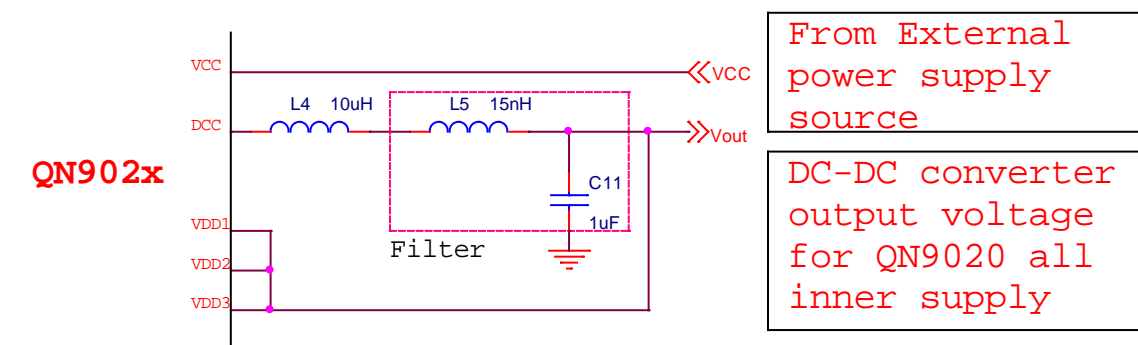 From External
power supply
source
VCC
VCC
L4 10uH
L5 15nH
DCC
Vout
QN902x
DC-DC converter
output voltage
for QN9020 all
inner supply
C11
1uF
VDD1
Filter
VDD2
VDD3